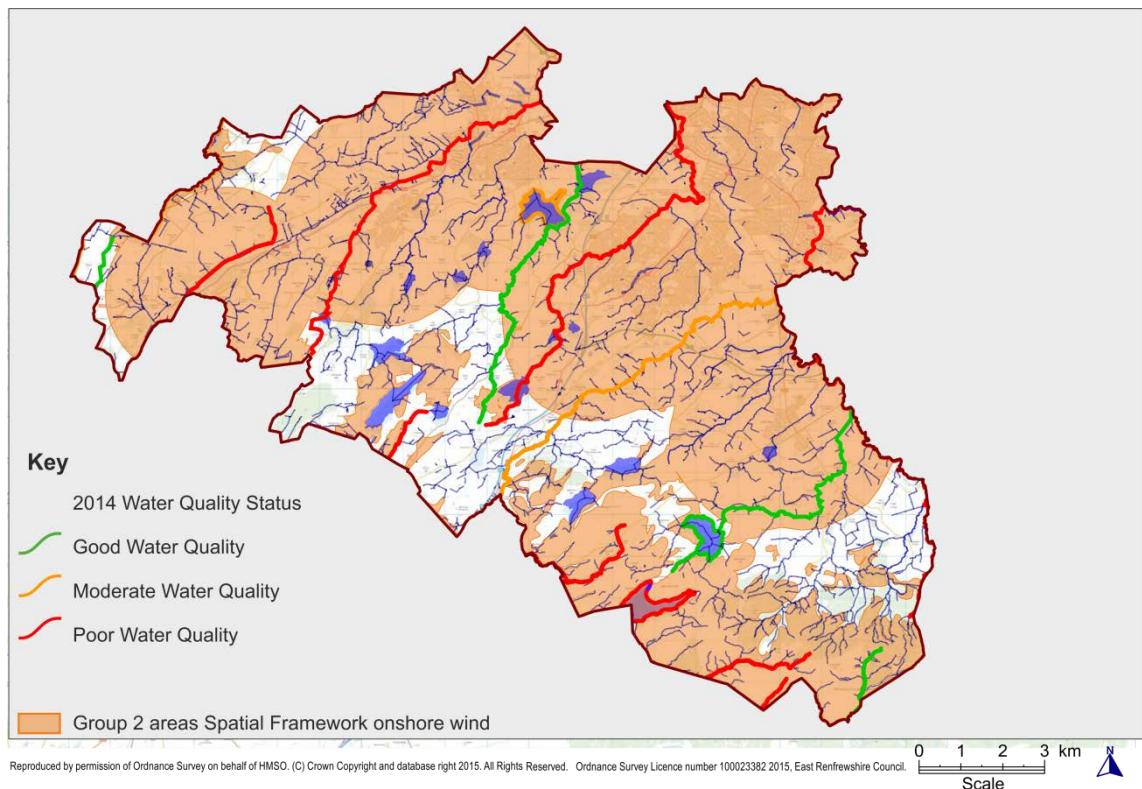 Key
2014 Water Quality Status
Good Water Quality
Moderate Water Quality
Poor Water Quality
Group 2 areas Spatial Framework onshore wind
Reproduced by permission of Ordnance Survey on behalf of HMSO. (C) Crown Copyright and database right 2015. All Rights Reserved. Ordnance Survey Licence number 100023382 2015, East Renfrewshire Council.
0 1 2 3 km
Scale
N